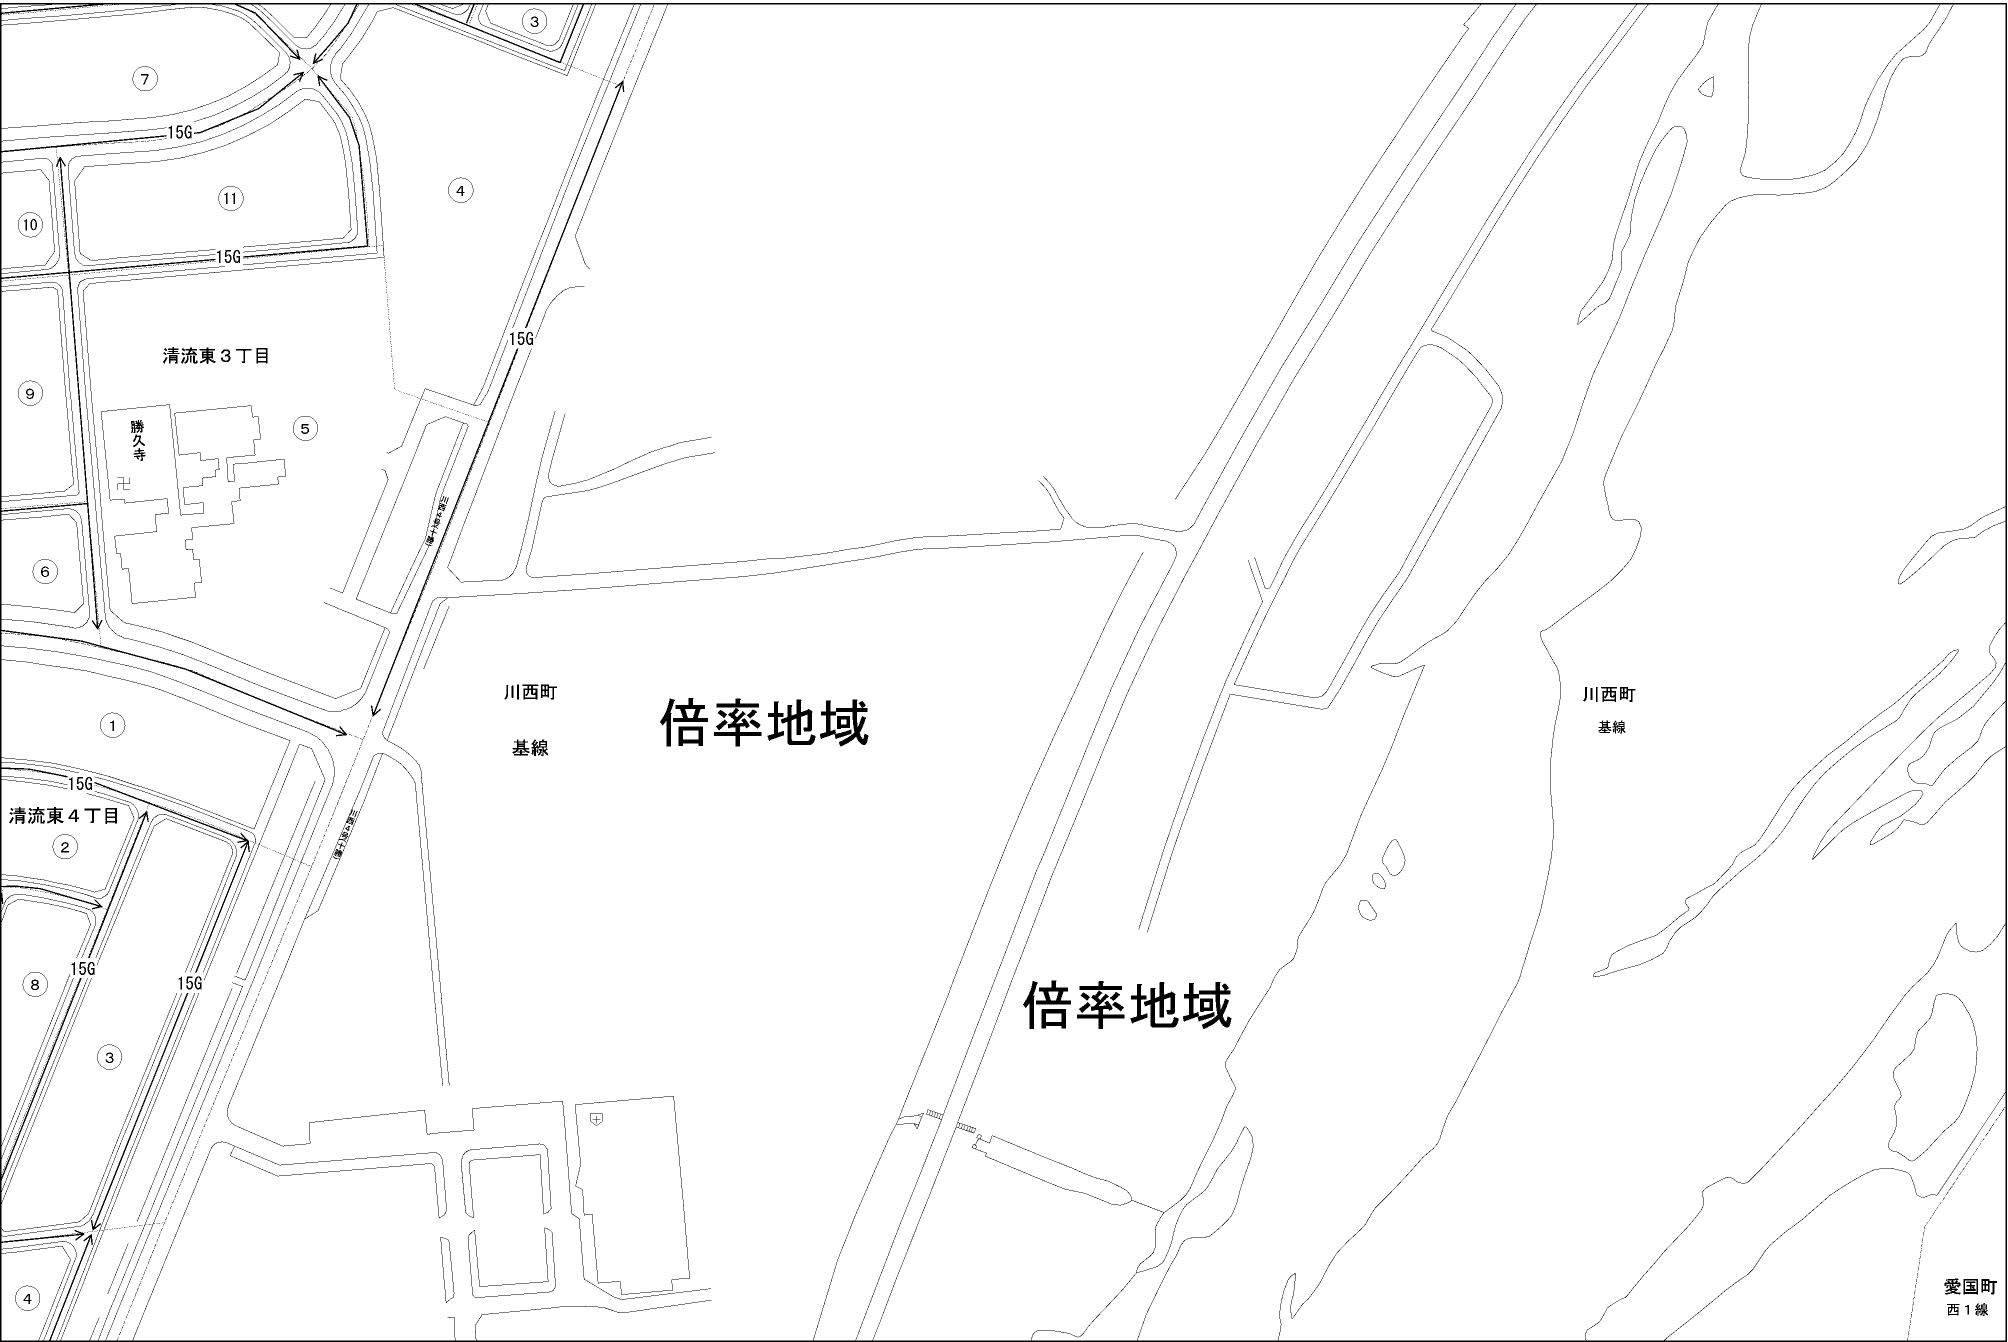 ③
⑦
15G
④
⑪
⑩
15G
15G
清流東３丁目
⑨
勝久寺
⑤
⑥
川西町
基線
倍率地域
川西町
基線
①
15G
清流東４丁目
②
15G
⑧
15G
③
倍率地域
④
愛国町
西１線